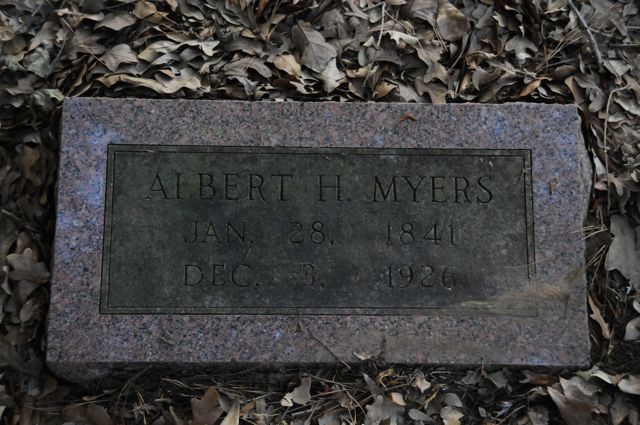 ALBERT H. MYERS
JAN. 28, 1841
DEC. 3, 1926